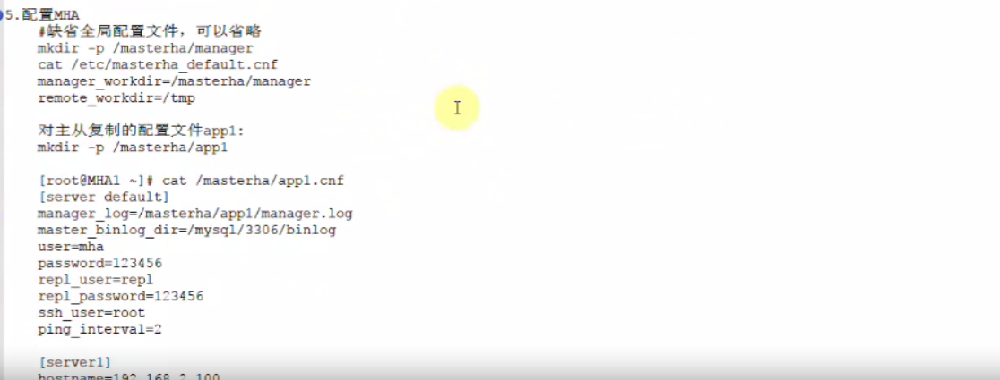 5.配置MHA
#缺省全局配置文件，可以省略
mkdir -p /masterha/manager
cat /etc/masterha_default.cnf
manager_workdir=/masterha/manager
remote_workdir=/tmp
对主从复制的配置文件app1:
mkdir -p /masterha/app1
[root@MHA1 ~]# cat /masterha/app1.cnf
[server default]
manager_log=/masterha/app1/manager.log
master_binlog_dir=/mysql/3306/binlog
user=mha
password=123456
repl_user=repl
repl_password=123456
ssh_user=root
ping_interval=2
[server1]
hostname=192.168.2.100